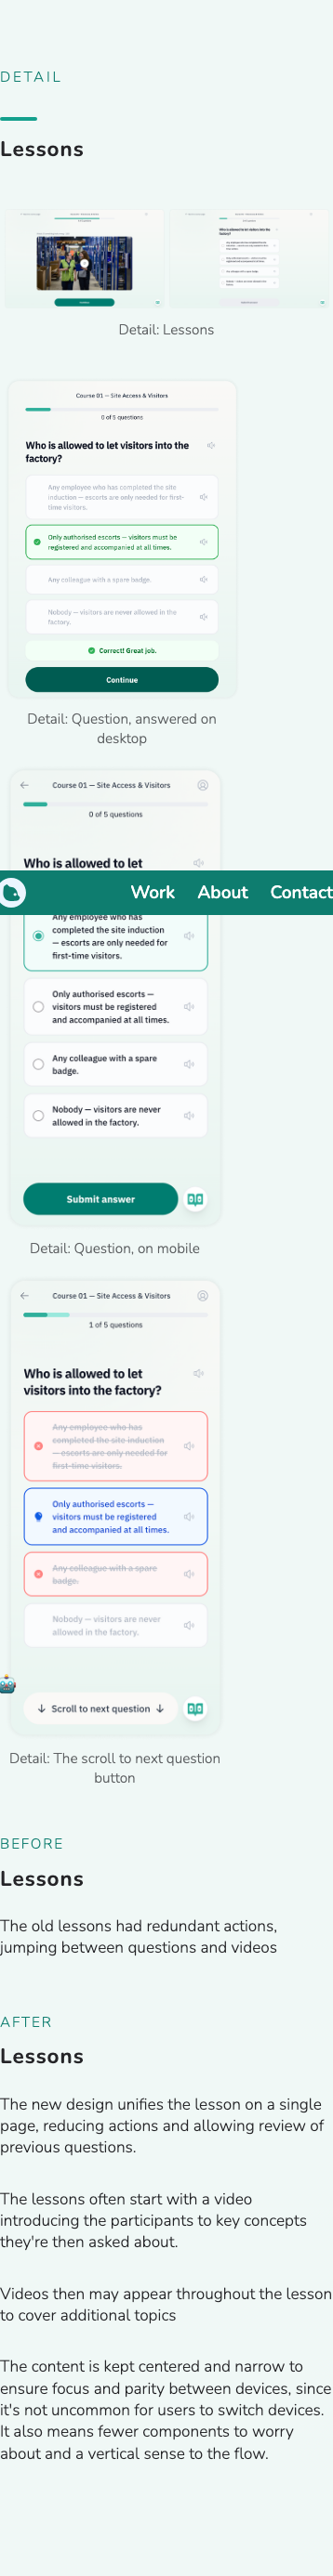 DETAIL
Lessons
Detail: Lessons
Course 01 — Site Access & Visitors
0 of 5 questions
Who is allowed to let visitors into the
factory?
Any employee who has completed the site
induction — escorts are only needed for first-
time visitors.
Only authorised escorts — visitors must be
registered and accompanied at all times.
Any colleague with a spare badge.
Nobody — visitors are never allowed in the
factory.
Correct! Great job.
Continue
Detail: Question, answered on
desktop
Course 01 — Site Access & Visitors
0 of 5 questions
Who is allowed to let
Work About Contact
Any employee who has
completed the site induction
— escorts are only needed for
first-time visitors.
Only authorised escorts —
visitors must be registered
and accompanied at all times.
Any colleague with a spare
badge.
Nobody — visitors are never
allowed in the factory.
Submit answer
Detail: Question, on mobile
Course 01 — Site Access & Visitors
1 of 5 questions
Who is allowed to let
visitors into the factory?
Any employee who has
completed the site induction
— escorts are only needed for
first-time visitors.
Only authorised escorts —
visitors must be registered
and accompanied at all times.
Any colleague with a spare
badge.
Nobody — visitors are never
allowed in the factory.
↓ Scroll to next question ↓
Detail: The scroll to next question
button
BEFORE
Lessons
The old lessons had redundant actions,
jumping between questions and videos
AFTER
Lessons
The new design unifies the lesson on a single
page, reducing actions and allowing review of
previous questions.
The lessons often start with a video
introducing the participants to key concepts
they're then asked about.
Videos then may appear throughout the lesson
to cover additional topics
The content is kept centered and narrow to
ensure focus and parity between devices, since
it's not uncommon for users to switch devices.
It also means fewer components to worry
about and a vertical sense to the flow.